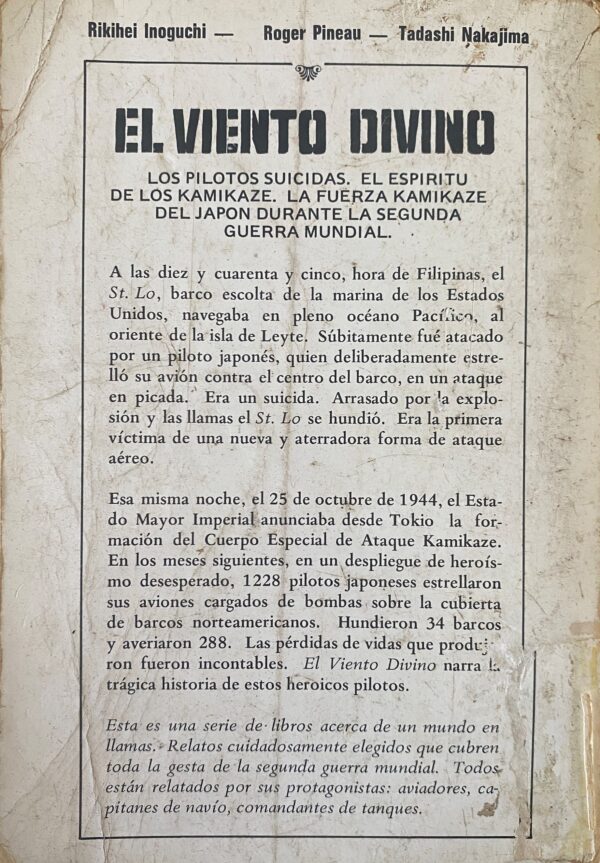 Rikihei Inoguchi — Roger Pineau — Tadashi Nakajima
EL VIENTO DIVINO
LOS PILOTOS SUICIDAS. EL ESPIRITU
DE LOS KAMIKAZE. LA FUERZA KAMIKAZE
DEL JAPON DURANTE LA SEGUNDA
GUERRA MUNDIAL.
A las diez y cuarenta y cinco, hora de Filipinas, el
St. Lo, barco escolta de la marina de los Estados
Unidos, navegaba en pleno océano Pacífico, al
oriente de la isla de Leyte. Súbitamente fué atacado
por un piloto japonés, quien deliberadamente estre-
lló su avión contra el centro del barco, en un ataque
en picada. Era un suicida. Arrasado por la explo-
sión y las llamas el St. Lo se hundió. Era la primera
víctima de una nueva y aterradora forma de ataque
aéreo.
Esa misma noche, el 25 de octubre de 1944, el Esta-
do Mayor Imperial anunciaba desde Tokio la for-
mación del Cuerpo Especial de Ataque Kamikaze.
En los meses siguientes, en un despliegue de heroís-
mo desesperado, 1228 pilotos japoneses estrellaron
sus aviones cargados de bombas sobre la cubierta
de barcos norteamericanos. Hundieron 34 barcos
y averiaron 288. Las pérdidas de vidas que produje-
ron fueron incontables. El Viento Divino narra la
trágica historia de estos heroicos pilotos.
Esta es una serie de libros acerca de un mundo en
llamas. Relatos cuidadosamente elegidos que cubren
toda la gesta de la segunda guerra mundial. Todos
están relatados por sus protagonistas: aviadores, ca-
pitanes de navío, comandantes de tanques.